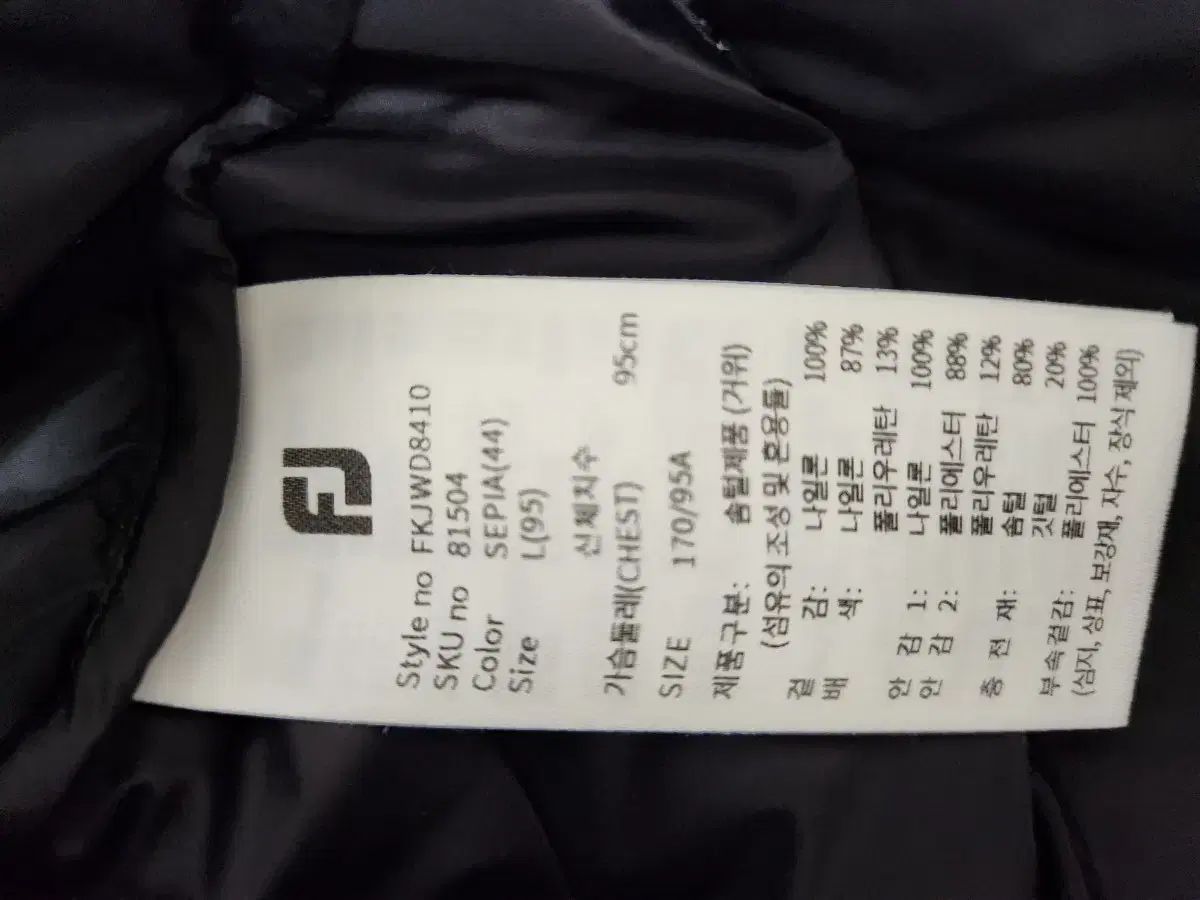 FJ
Style no FKJWD8410
SKU no 81504
Color SEPIA(44)
Size L(95)
신체치수
가슴둘레(CHEST) 95cm
SIZE 170/95A
제품구분: 솜털제품 (거위)
(섬유의 조성 및 혼용률)
겉 감: 나일론 100%
배 색: 나일론 87%
폴리우레탄 13%
안 감 1: 나일론 100%
안 감 2: 폴리에스터 88%
폴리우레탄 12%
충 전 재: 솜털 80%
깃털 20%
부속겉감: 폴리에스터 100%
(심지, 상표, 보강재, 자수, 장식 제외)